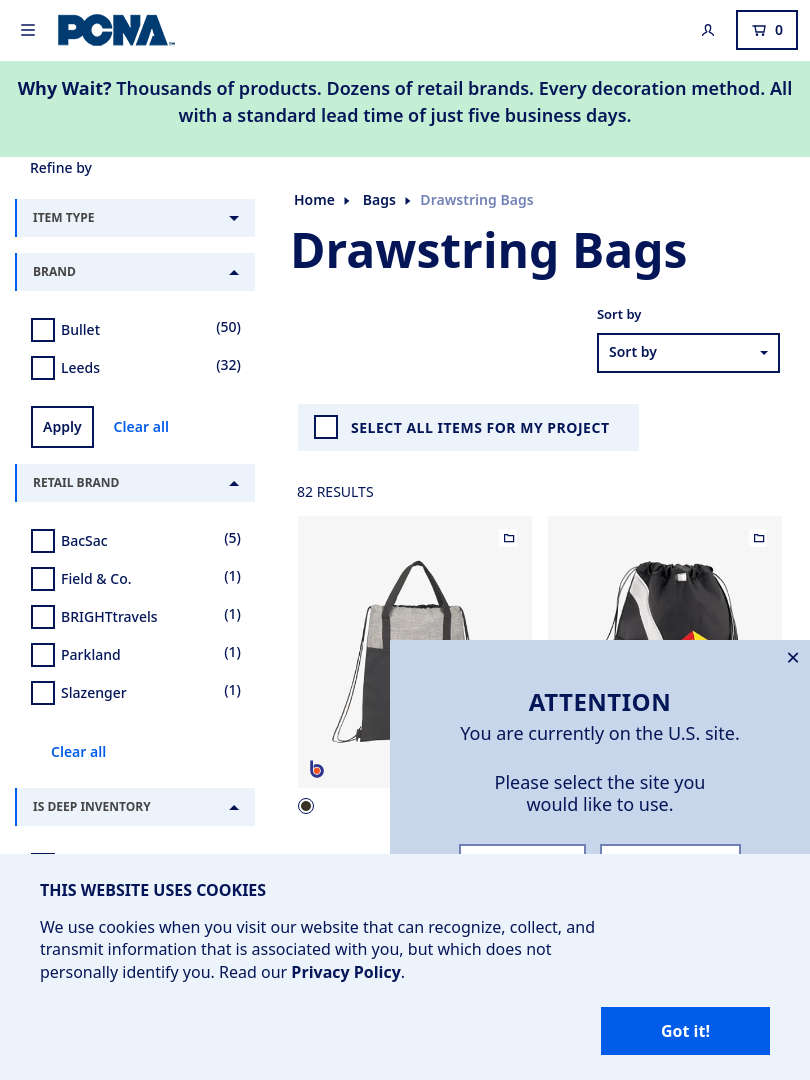 PCNA
0
Why Wait? Thousands of products. Dozens of retail brands. Every decoration method. All
with a standard lead time of just five business days.
Refine by
ITEM TYPE
BRAND
Bullet (50)
Leeds (32)
Apply Clear all
RETAIL BRAND
BacSac (5)
Field & Co. (1)
BRIGHTtravels (1)
Parkland (1)
Slazenger (1)
Clear all
IS DEEP INVENTORY
Home Bags Drawstring Bags
Drawstring Bags
Sort by
Sort by
SELECT ALL ITEMS FOR MY PROJECT
82 RESULTS
b
ATTENTION
You are currently on the U.S. site.
Please select the site you
would like to use.
THIS WEBSITE USES COOKIES
We use cookies when you visit our website that can recognize, collect, and
transmit information that is associated with you, but which does not
personally identify you. Read our Privacy Policy.
Got it!